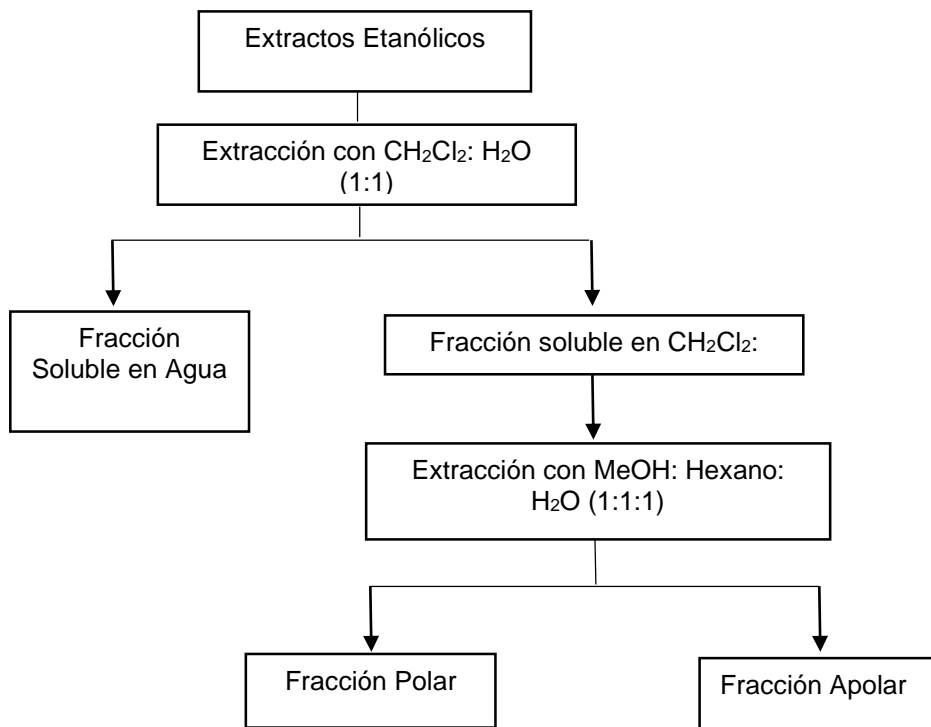 Extractos Etanólicos
Extracción con CH₂Cl₂: H₂O
(1:1)
Fracción
Soluble en Agua
Fracción soluble en CH₂Cl₂:
Extracción con MeOH: Hexano:
H₂O (1:1:1)
Fracción Polar
Fracción Apolar